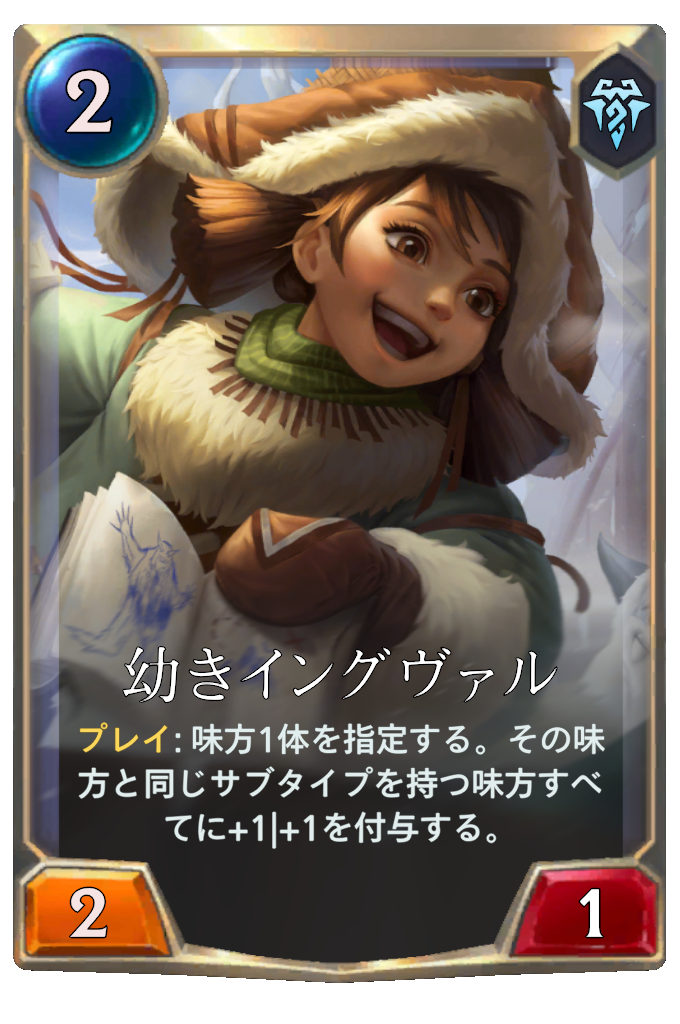 2
幼きイングヴァル
プレイ: 味方1体を指定する。その味
方と同じサブタイプを持つ味方すべ
てに+1|+1を付与する。
2
1